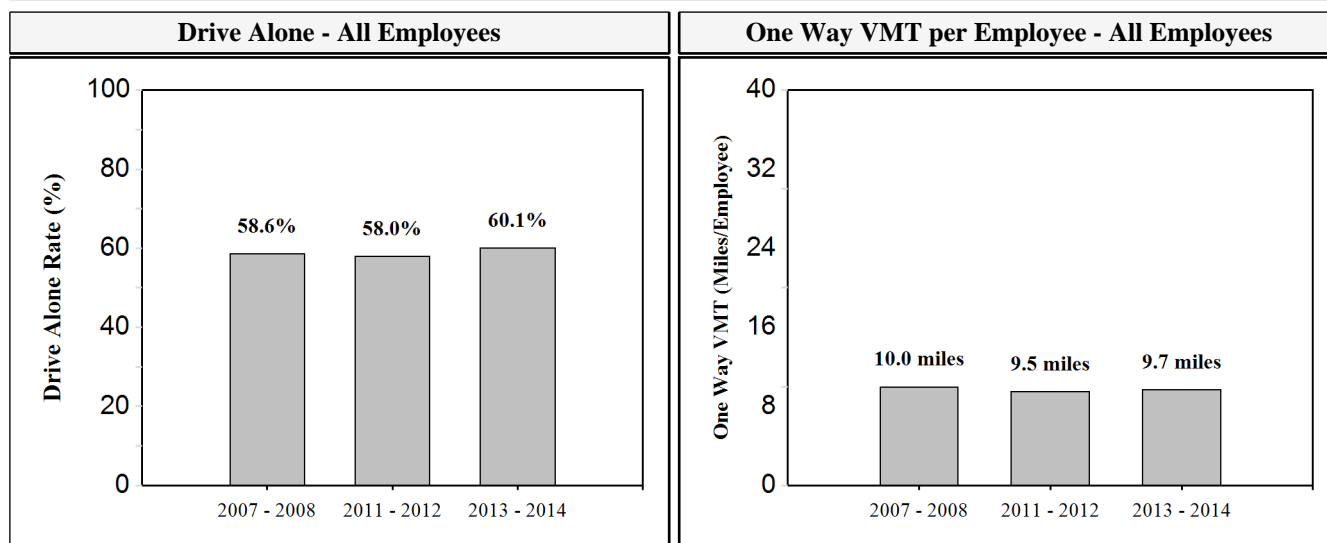 Drive Alone - All Employees
One Way VMT per Employee - All Employees
Drive Alone Rate (%)
100
80
60
40
20
0
58.6%
58.0%
60.1%
2007 - 2008
2011 - 2012
2013 - 2014
One Way VMT (Miles/Employee)
40
32
24
16
8
0
10.0 miles
9.5 miles
9.7 miles
2007 - 2008
2011 - 2012
2013 - 2014